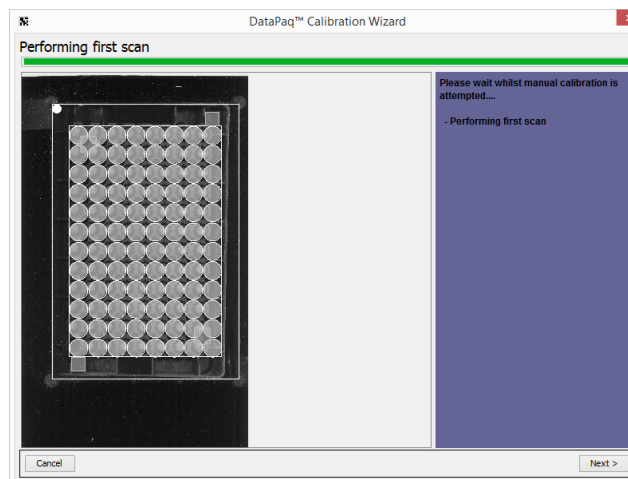 DataPaq™ Calibration Wizard
Performing first scan
Please wait whilst manual calibration is
attempted....
- Performing first scan
Cancel
Next >